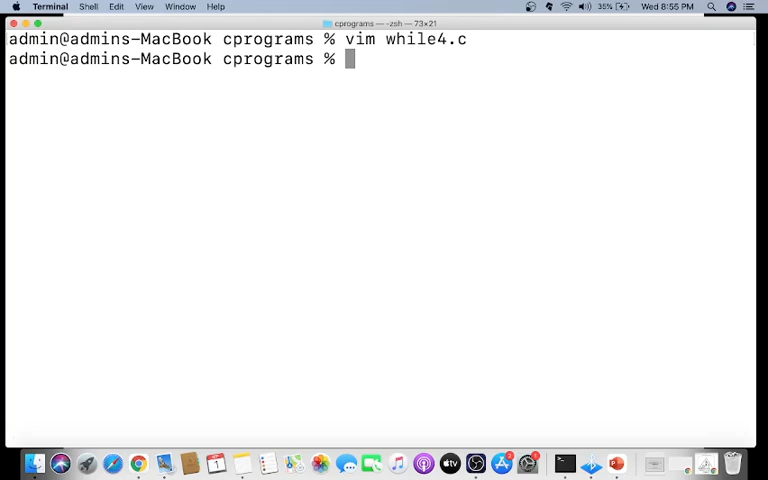 Terminal Shell Edit View Window Help 35% Wed 8:55 PM
cprograms — -zsh — 73×21
admin@admins-MacBook cprograms % vim while4.c
admin@admins-MacBook cprograms %